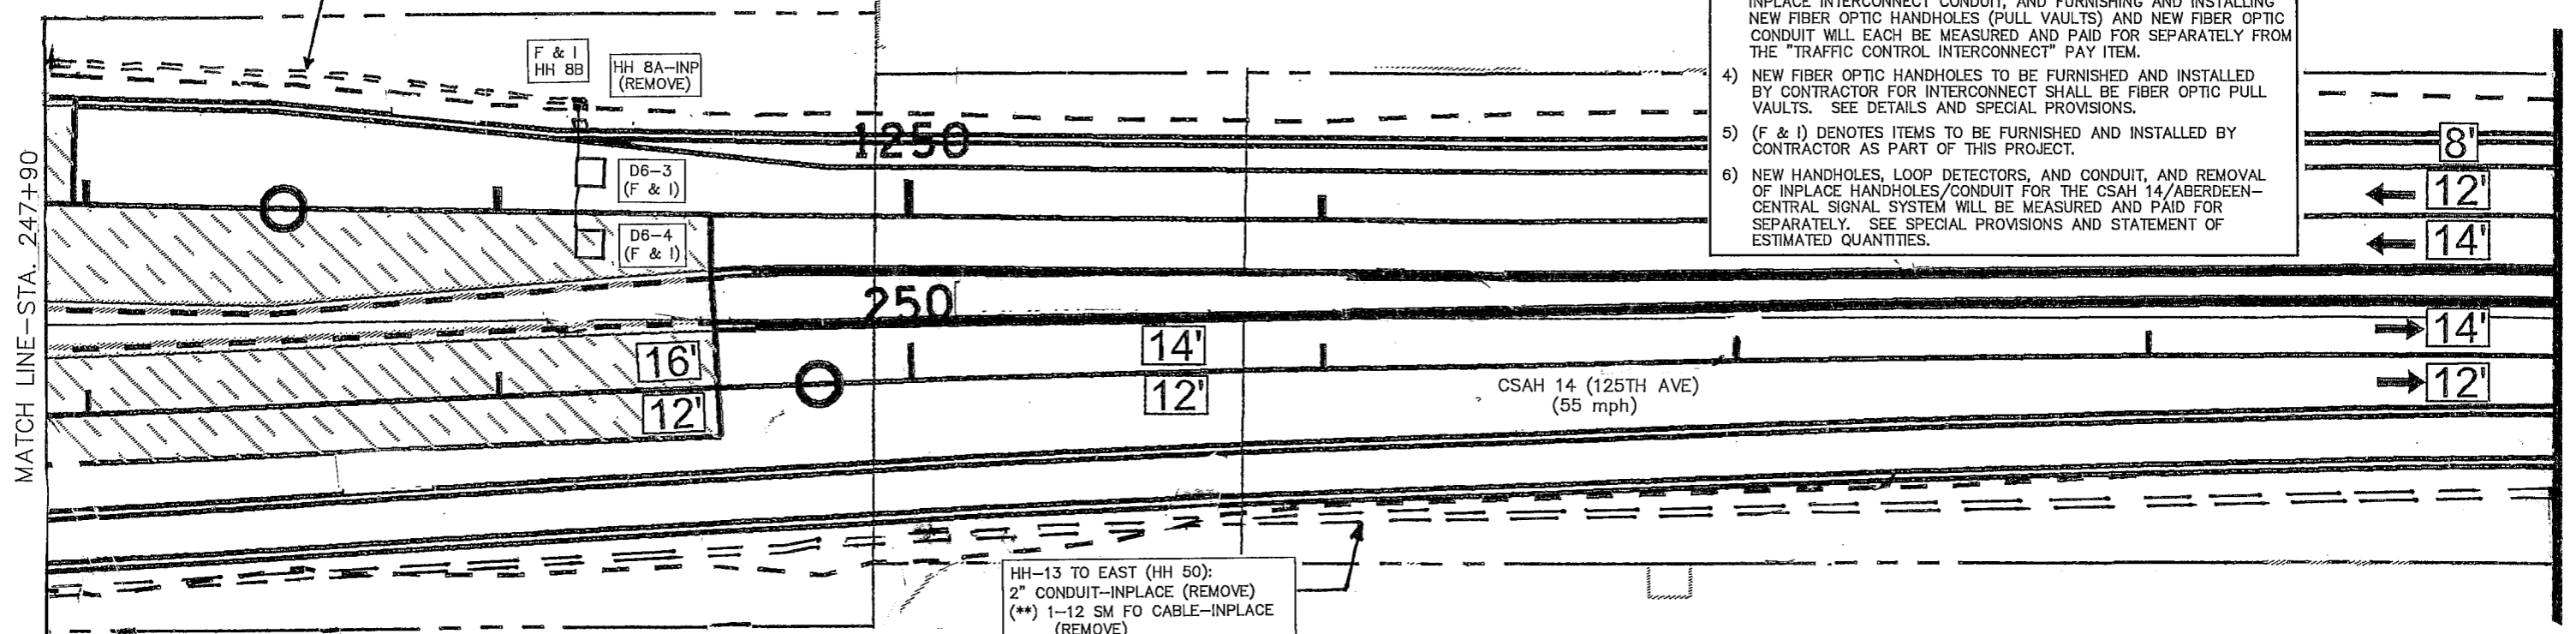 F & I
HH 8B
HH 8A-INP
(REMOVE)
INPLACE INTERCONNECT CONDUIT, AND FURNISHING AND INSTALLING
NEW FIBER OPTIC HANDHOLES (PULL VAULTS) AND NEW FIBER OPTIC
CONDUIT WILL EACH BE MEASURED AND PAID FOR SEPARATELY FROM
THE "TRAFFIC CONTROL INTERCONNECT" PAY ITEM.
4) NEW FIBER OPTIC HANDHOLES TO BE FURNISHED AND INSTALLED
BY CONTRACTOR FOR INTERCONNECT SHALL BE FIBER OPTIC PULL
VAULTS. SEE DETAILS AND SPECIAL PROVISIONS.
5) (F & I) DENOTES ITEMS TO BE FURNISHED AND INSTALLED BY
CONTRACTOR AS PART OF THIS PROJECT.
6) NEW HANDHOLES, LOOP DETECTORS, AND CONDUIT, AND REMOVAL
OF INPLACE HANDHOLES/CONDUIT FOR THE CSAH 14/ABERDEEN-
CENTRAL SIGNAL SYSTEM WILL BE MEASURED AND PAID FOR
SEPARATELY. SEE SPECIAL PROVISIONS AND STATEMENT OF
ESTIMATED QUANTITIES.
1250
8'
12'
14'
D6-3
(F & I)
D6-4
(F & I)
MATCH LINE-STA. 247+90
250
16'
12'
14'
12'
14'
12'
CSAH 14 (125TH AVE)
(55 mph)
HH-13 TO EAST (HH 50):
2" CONDUIT-INPLACE (REMOVE)
(**) 1-12 SM FO CABLE-INPLACE
(REMOVE)